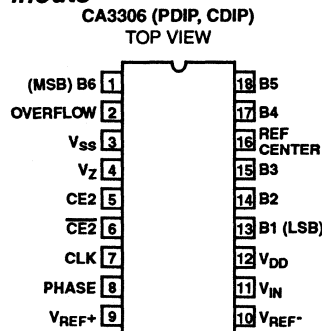 CA3306 (PDIP, CDIP)
TOP VIEW
(MSB) B6 1
OVERFLOW 2
VSS 3
VZ 4
CE2 5
CE2 6
CLK 7
PHASE 8
VREF+ 9
18 B5
17 B4
16 REF CENTER
15 B3
14 B2
13 B1 (LSB)
12 VDD
11 VIN
10 VREF-